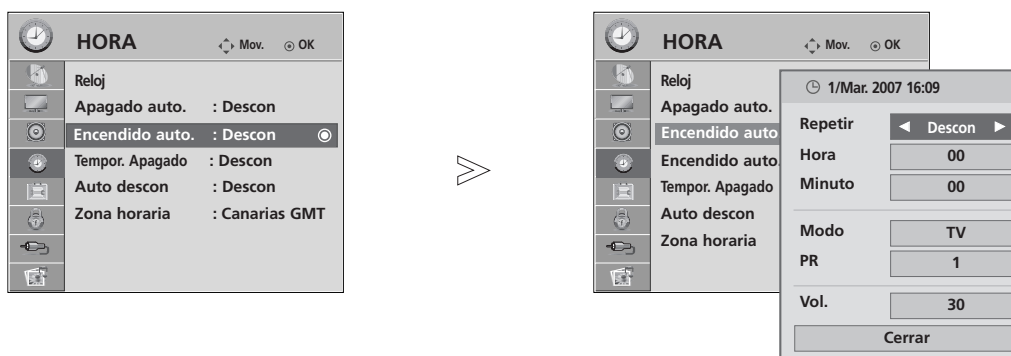 HORA Mov. OK
Reloj
Apagado auto. : Descon
Encendido auto. : Descon
Tempor. Apagado : Descon
Auto descon : Descon
Zona horaria : Canarias GMT
HORA Mov. OK
Reloj
Apagado auto.
Encendido auto
Encendido auto.
Tempor. Apagado
Auto descon
Zona horaria
1/Mar. 2007 16:09
Repetir ◄ Descon ►
Hora 00
Minuto 00
Modo TV
PR 1
Vol. 30
Cerrar